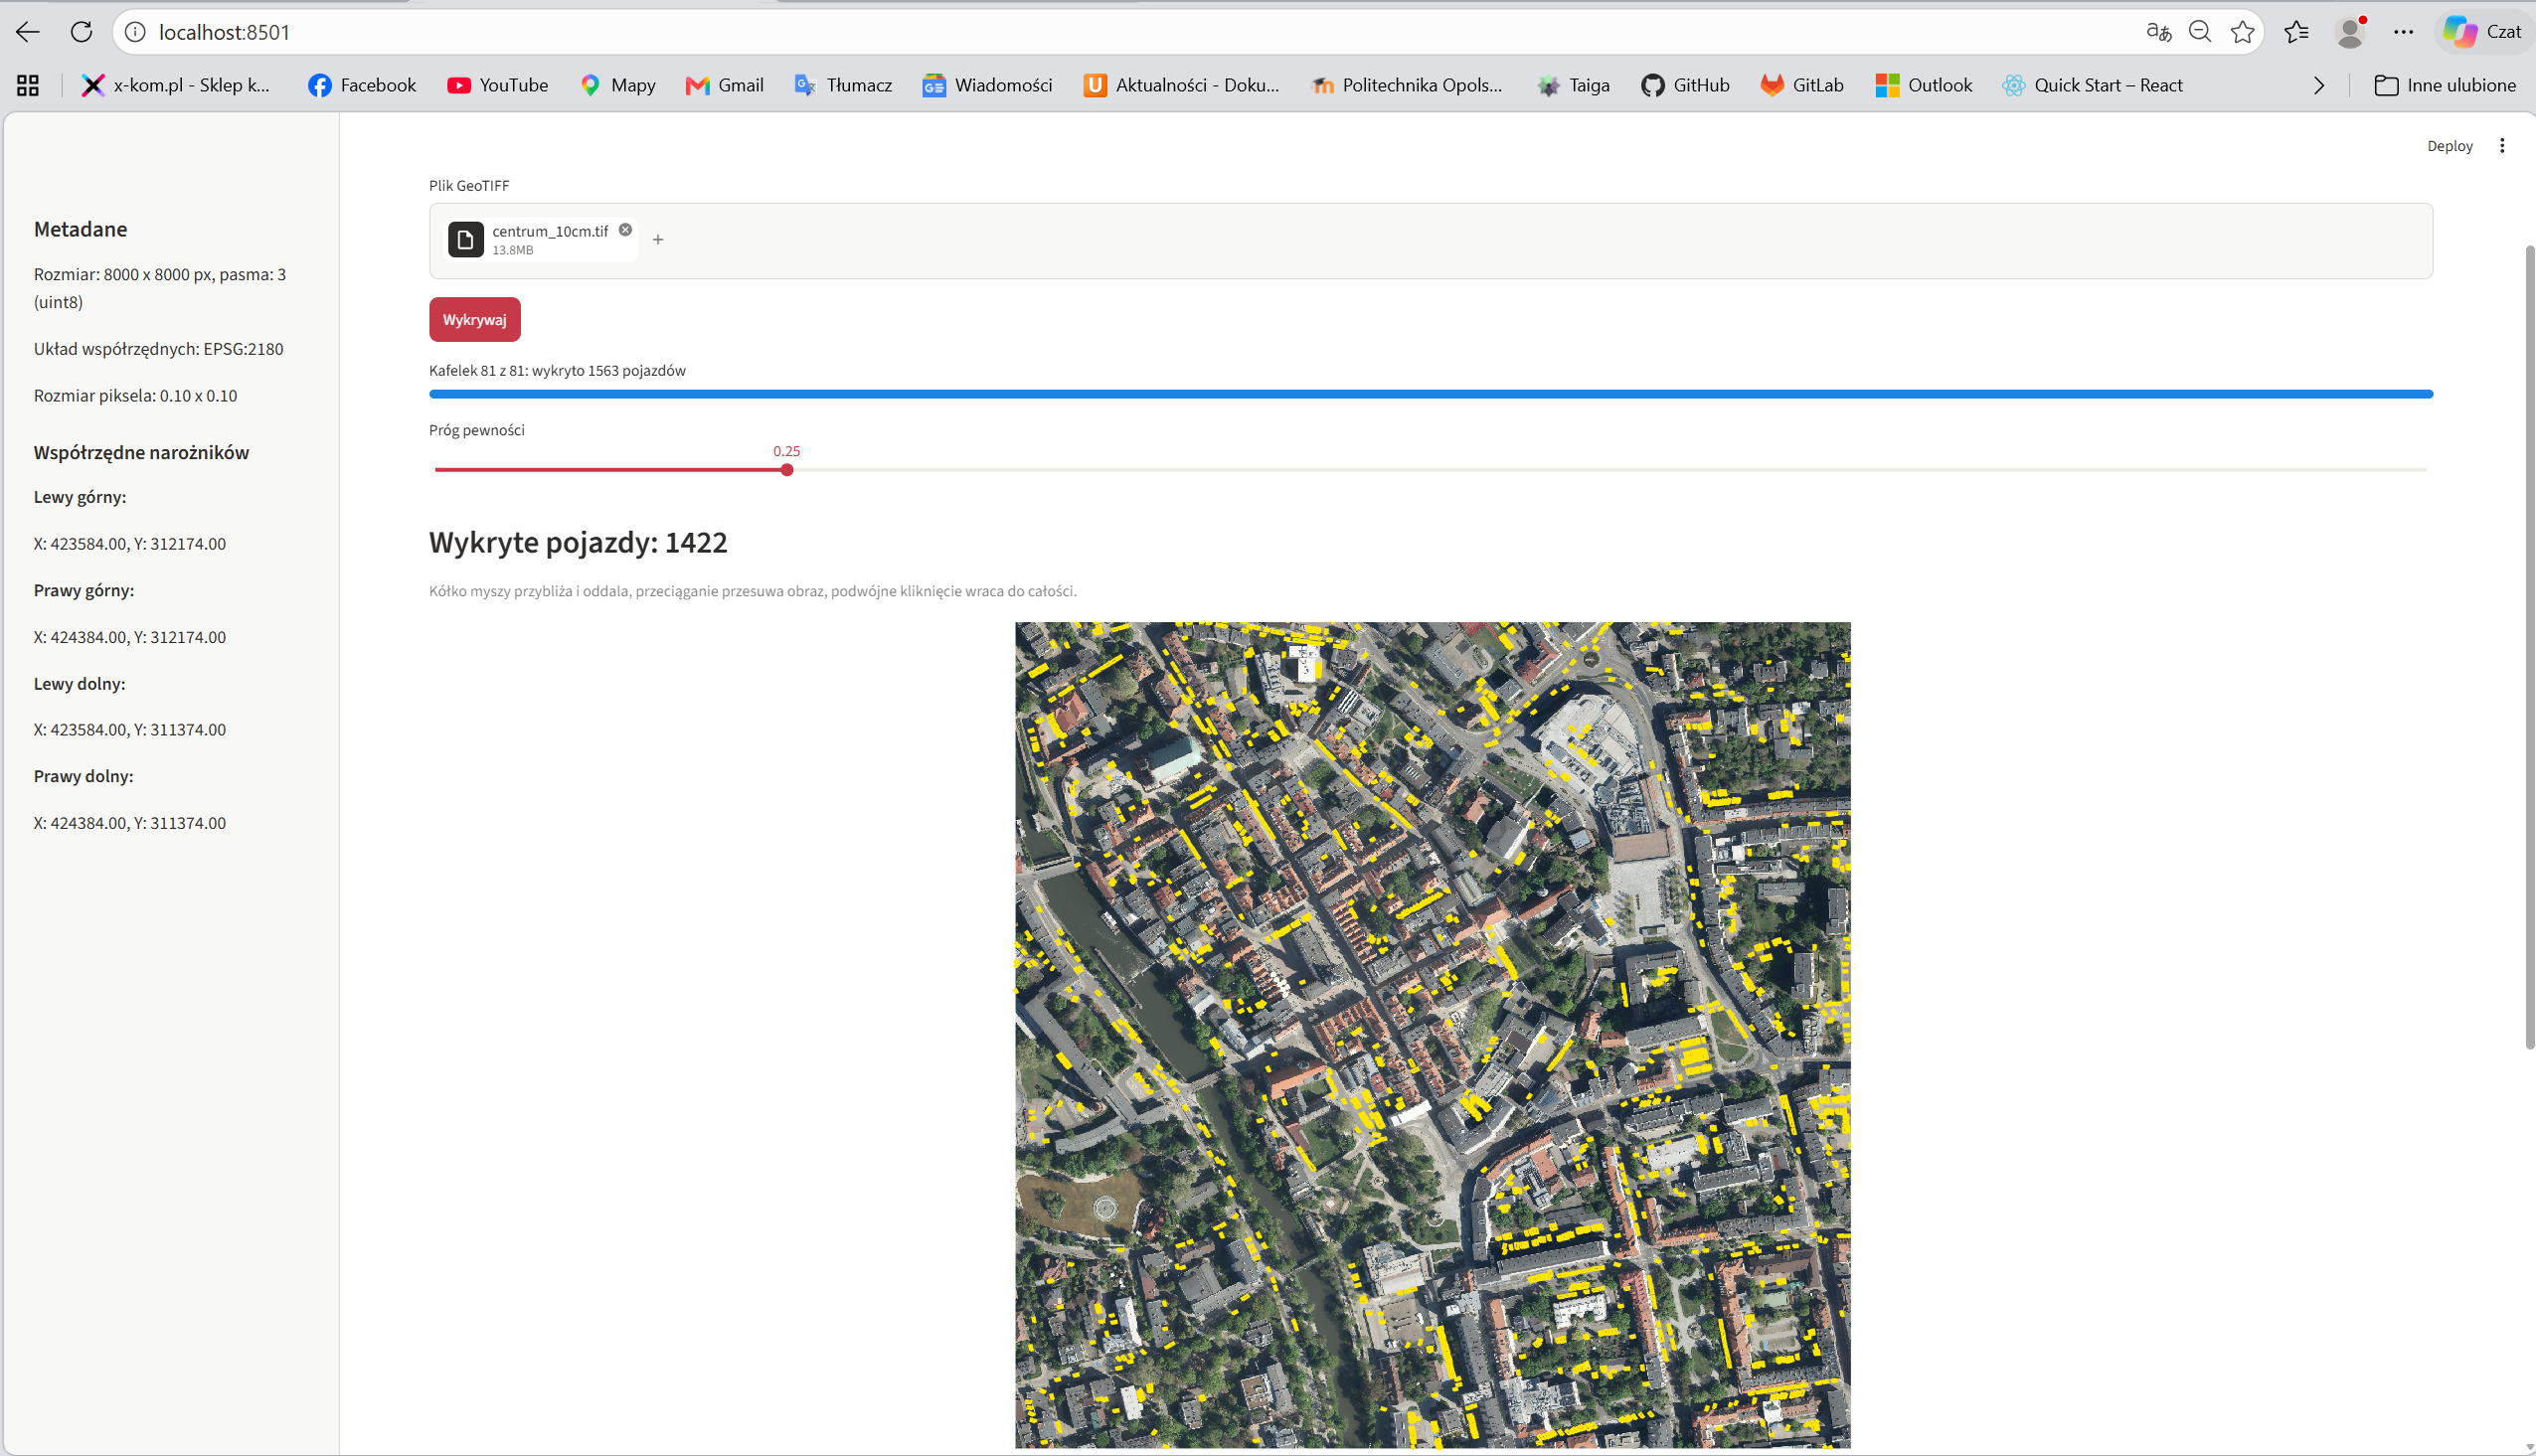 localhost:8501
Czat
x-kom.pl - Sklep k...
Facebook
YouTube
Mapy
Gmail
Tłumacz
Wiadomości
Aktualności - Doku...
Politechnika Opols...
Taiga
GitHub
GitLab
Outlook
Quick Start – React
Inne ulubione
Deploy
Metadane
Rozmiar: 8000 x 8000 px, pasma: 3
(uint8)
Układ współrzędnych: EPSG:2180
Rozmiar piksela: 0.10 x 0.10
Współrzędne narożników
Lewy górny:
X: 423584.00, Y: 312174.00
Prawy górny:
X: 424384.00, Y: 312174.00
Lewy dolny:
X: 423584.00, Y: 311374.00
Prawy dolny:
X: 424384.00, Y: 311374.00
Plik GeoTIFF
centrum_10cm.tif
13.8MB
Wykrywaj
Kafelek 81 z 81: wykryto 1563 pojazdów
Próg pewności
0.25
Wykryte pojazdy: 1422
Kółko myszy przybliża i oddala, przeciąganie przesuwa obraz, podwójne kliknięcie wraca do całości.